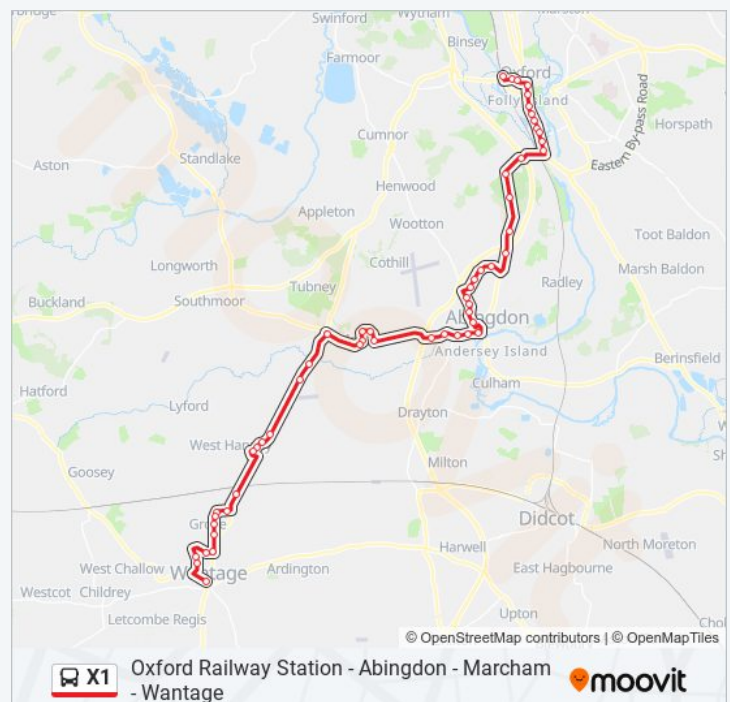 Swinford
Wytham
Marston
Binsey
Farmoor
Oxford
Folly Island
Horspath
Eastern By-pass Road
Cumnor
Standlake
Aston
Henwood
Appleton
Wootton
Toot Baldon
Cothill
Longworth
Marsh Baldon
Radley
Tubney
Buckland
Southmoor
Abingdon
Andersey Island
Berinsfield
Culham
Hatford
Lyford
Drayton
West Han
Milton
Goosey
Didcot
Grove
Harwell
North Moreton
West Challow
Wantage
Ardington
East Hagbourne
Westcot
Childrey
Letcombe Regis
Upton
© OpenStreetMap contributors | © OpenMapTiles
X1
Oxford Railway Station - Abingdon - Marcham
- Wantage
moovit